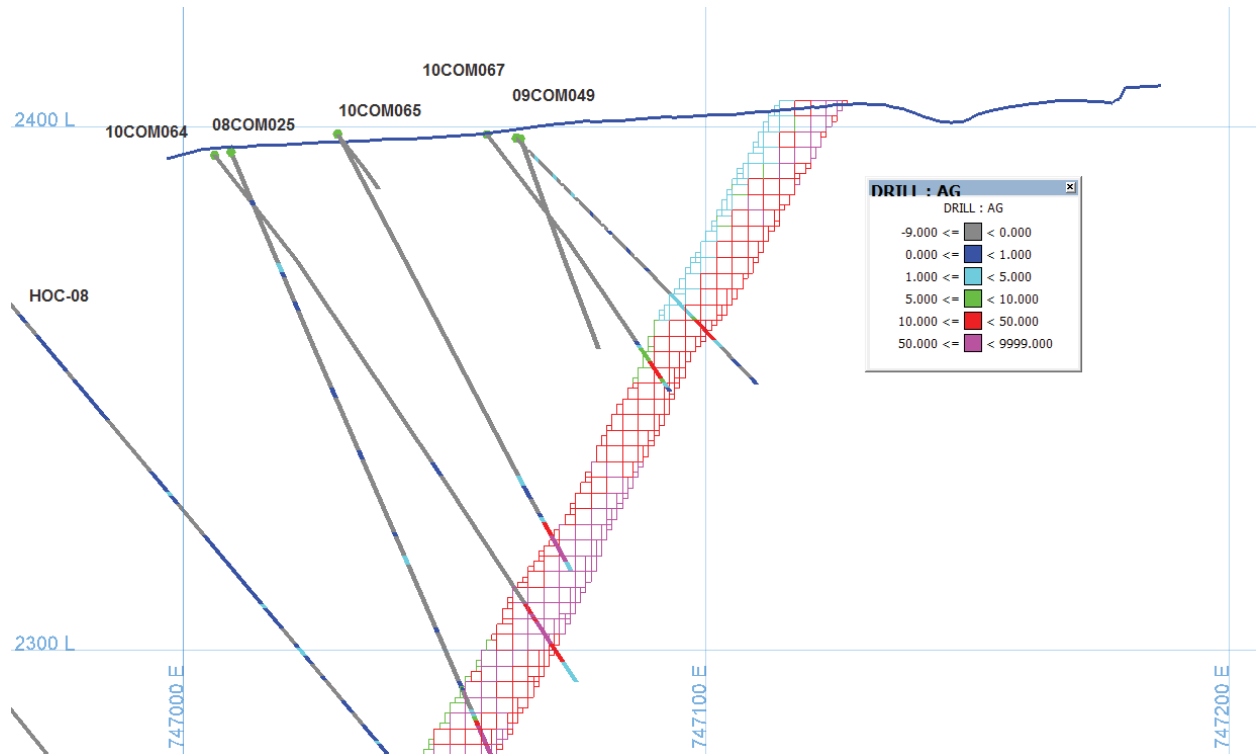 10COM067
09COM049
10COM065
2400 L
10COM064
08COM025
DRILL : AG
DRILL : AG
-9.000 <= < 0.000
0.000 <= < 1.000
1.000 <= < 5.000
5.000 <= < 10.000
10.000 <= < 50.000
50.000 <= < 9999.000
HOC-08
2300 L
747000 E
747100 E
747200 E